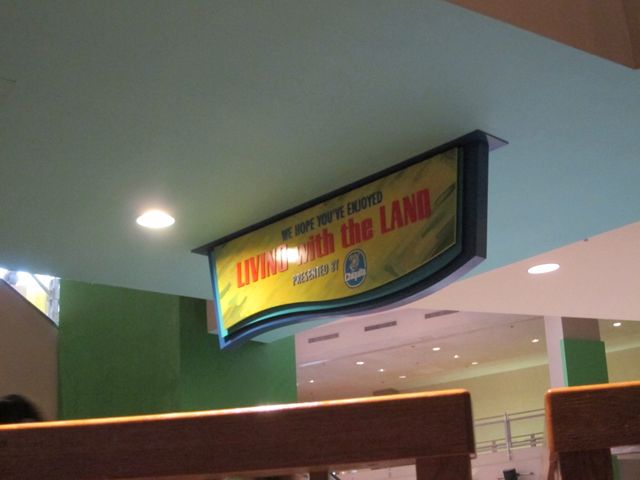 WE HOPE YOU'VE ENJOYED
LIVING with the LAND
PRESENTED BY
Chiquita